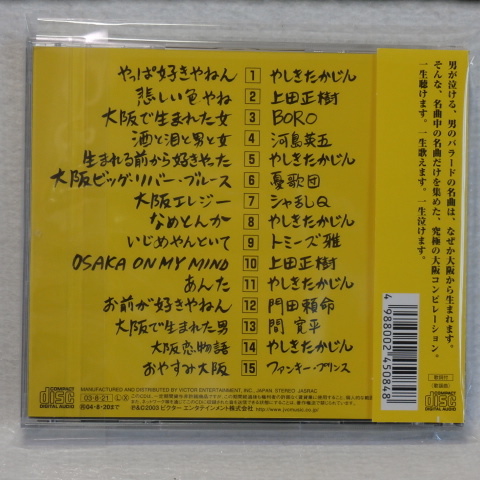 やっぱ好きやねん 1 やしきたかじん
悲しい色やね 2 上田正樹
大阪で生まれた女 3 BORO
酒と泪と男と女 4 河島英五
生まれる前から好きやった 5 やしきたかじん
大阪ビッグ・リバー・ブルース 6 憂歌団
大阪エレジー 7 シャ乱Q
なめとんか 8 やしきたかじん
いじめやんといて 9 トミーズ雅
OSAKA ON MY MIND 10 上田正樹
あんた 11 やしきたかじん
お前が好きやねん 12 門田頼命
大阪で生まれた男 13 間寛平
大阪恋物語 14 やしきたかじん
おやすみ大阪 15 ファンキー・プリンス
男が泣ける、男のバラードの名曲は、なぜか大阪から生まれます。
そんな、名曲中の名曲だけを集めた、究極の大阪コンピレーション。
一生聴けます。一生歌えます。一生泣けます。
4 988002 450848
COMPACT
disc
DIGITAL AUDIO
03・8・21
MANUFACTURED AND DISTRIBUTED BY VICTOR ENTERTAINMENT, INC., JAPAN. STEREO JASRAC
℗&©2003 ビクターエンタテインメント株式会社
COMPACT
disc
DIGITAL AUDIO
COMPACT
disc
DIGITAL AUDIO